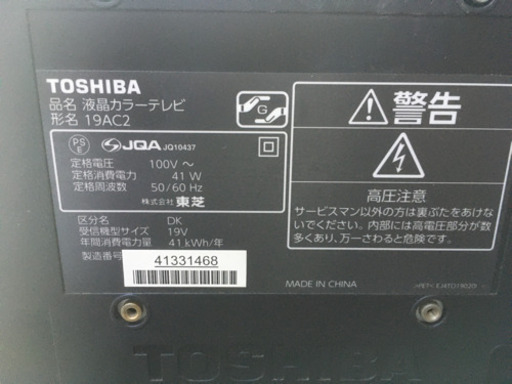 TOSHIBA
品名 液晶カラーテレビ
形名 19AC2
G
PS
E
JQA JQ10437
定格電圧 100V ～
定格消費電力 41 W
定格周波数 50/60 Hz
株式会社 東芝
区分名 DK
受信機型サイズ 19V
年間消費電力量 41 kWh/年
製造番号
41331468
警告
高圧注意
サービスマン以外の方は裏ぶたをあけな
いでください。内部には高電圧部分が数
多くあり、万一さわると危険です。
MADE IN CHINA
TOSHIBA